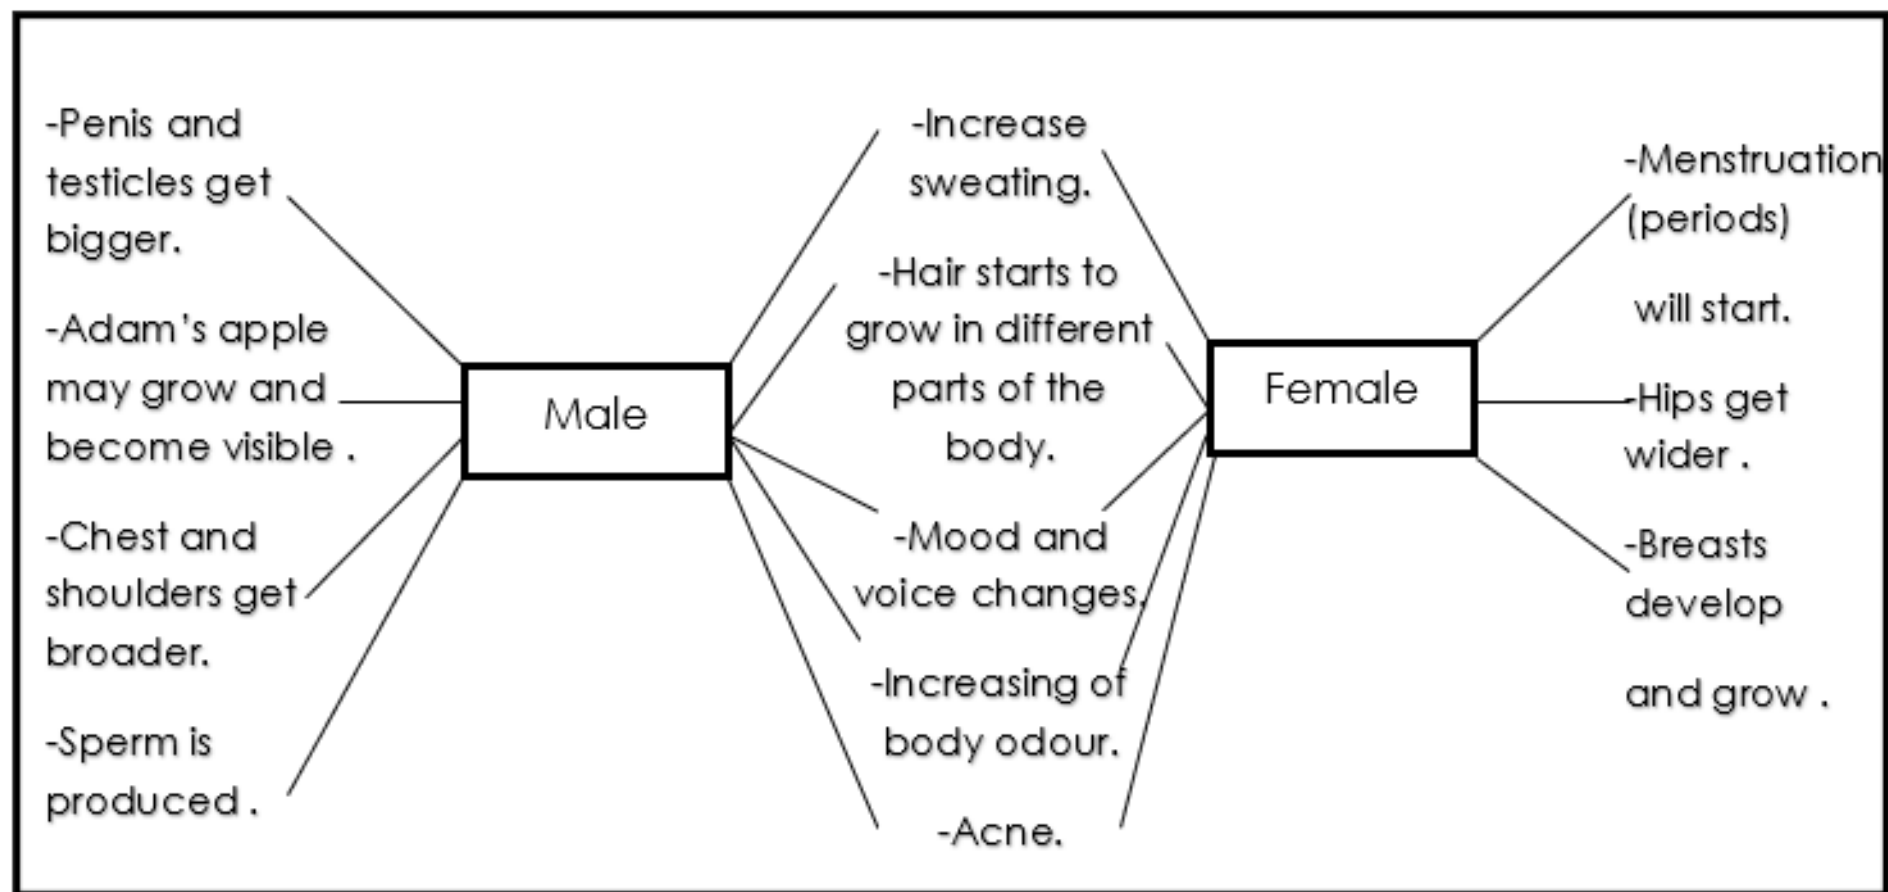 -Penis and
testicles get
bigger.
-Adam’s apple
may grow and
become visible .
-Chest and
shoulders get
broader.
-Sperm is
produced .
Male
-Increase
sweating.
-Hair starts to
grow in different
parts of the
body.
-Mood and
voice changes.
-Increasing of
body odour.
-Acne.
Female
-Menstruation
(periods)
will start.
-Hips get
wider .
-Breasts
develop
and grow .